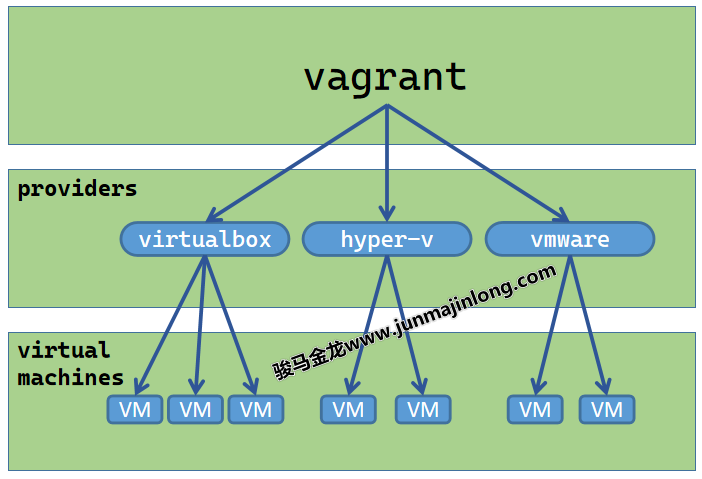 vagrant
providers
virtualbox
hyper-v
vmware
骏马金龙www.junmajinlong.com
virtual
machines
VM
VM
VM
VM
VM
VM
VM